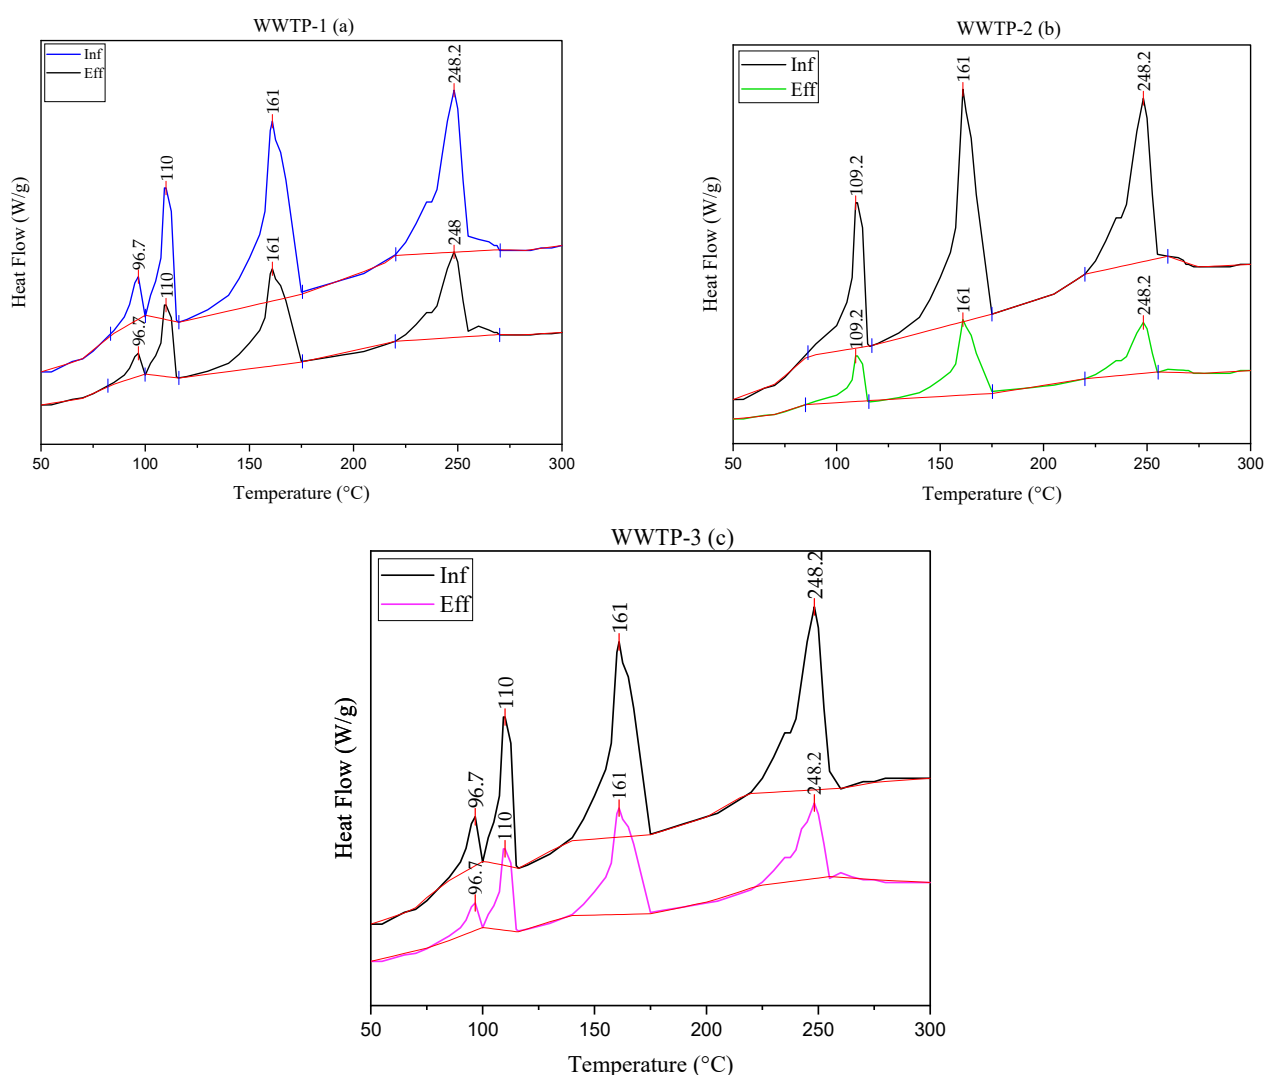 WWTP-1 (a)
Inf
Eff
96.7
110
161
248.2
96.7
110
161
248
Heat Flow (W/g)
50 100 150 200 250 300
Temperature (°C)
WWTP-2 (b)
Inf
Eff
109.2
161
248.2
109.2
161
248.2
Heat Flow (W/g)
50 100 150 200 250 300
Temperature (°C)
WWTP-3 (c)
Inf
Eff
96.7
110
161
248.2
96.7
110
161
248.2
Heat Flow (W/g)
50 100 150 200 250 300
Temperature (°C)